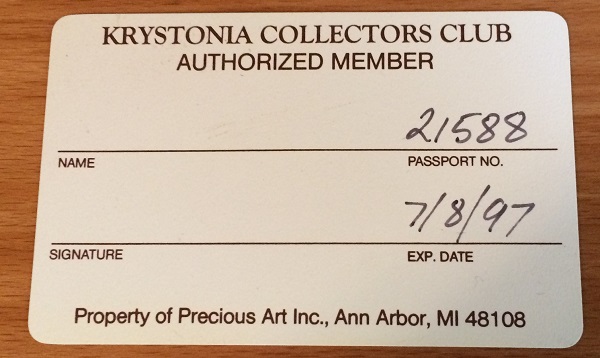 KRYSTONIA COLLECTORS CLUB
AUTHORIZED MEMBER
21588
NAME PASSPORT NO.
7/8/97
SIGNATURE EXP. DATE
Property of Precious Art Inc., Ann Arbor, MI 48108